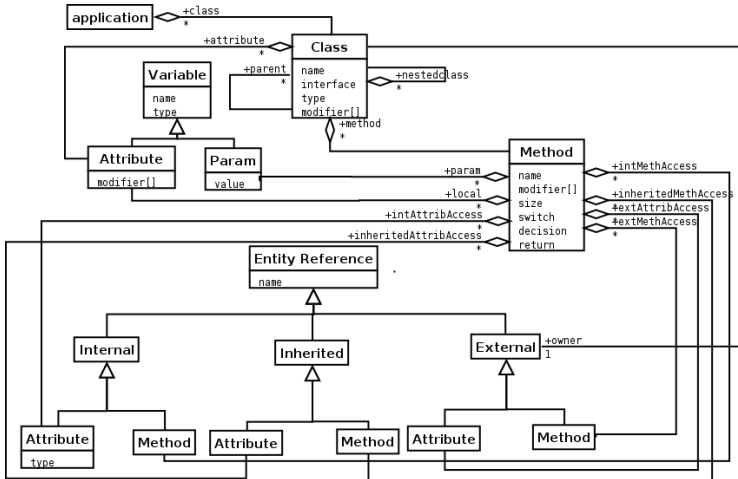 application
+class
*
+attribute
*
Class
name
interface
type
modifier[]
+parent
*
+nestedclass
*
Variable
name
type
+method
*
Attribute
modifier[]
Param
value
Method
name
modifier[]
size
switch
decision
return
+param
*
+local
*
+intAttribAccess
*
+inheritedAttribAccess
*
+intMethAccess
*
+inheritedMethAccess
*
+extAttribAccess
*
+extMethAccess
*
Entity Reference
name
Internal
Inherited
External
+owner
1
Attribute
type
Method
Attribute
Method
Attribute
Method